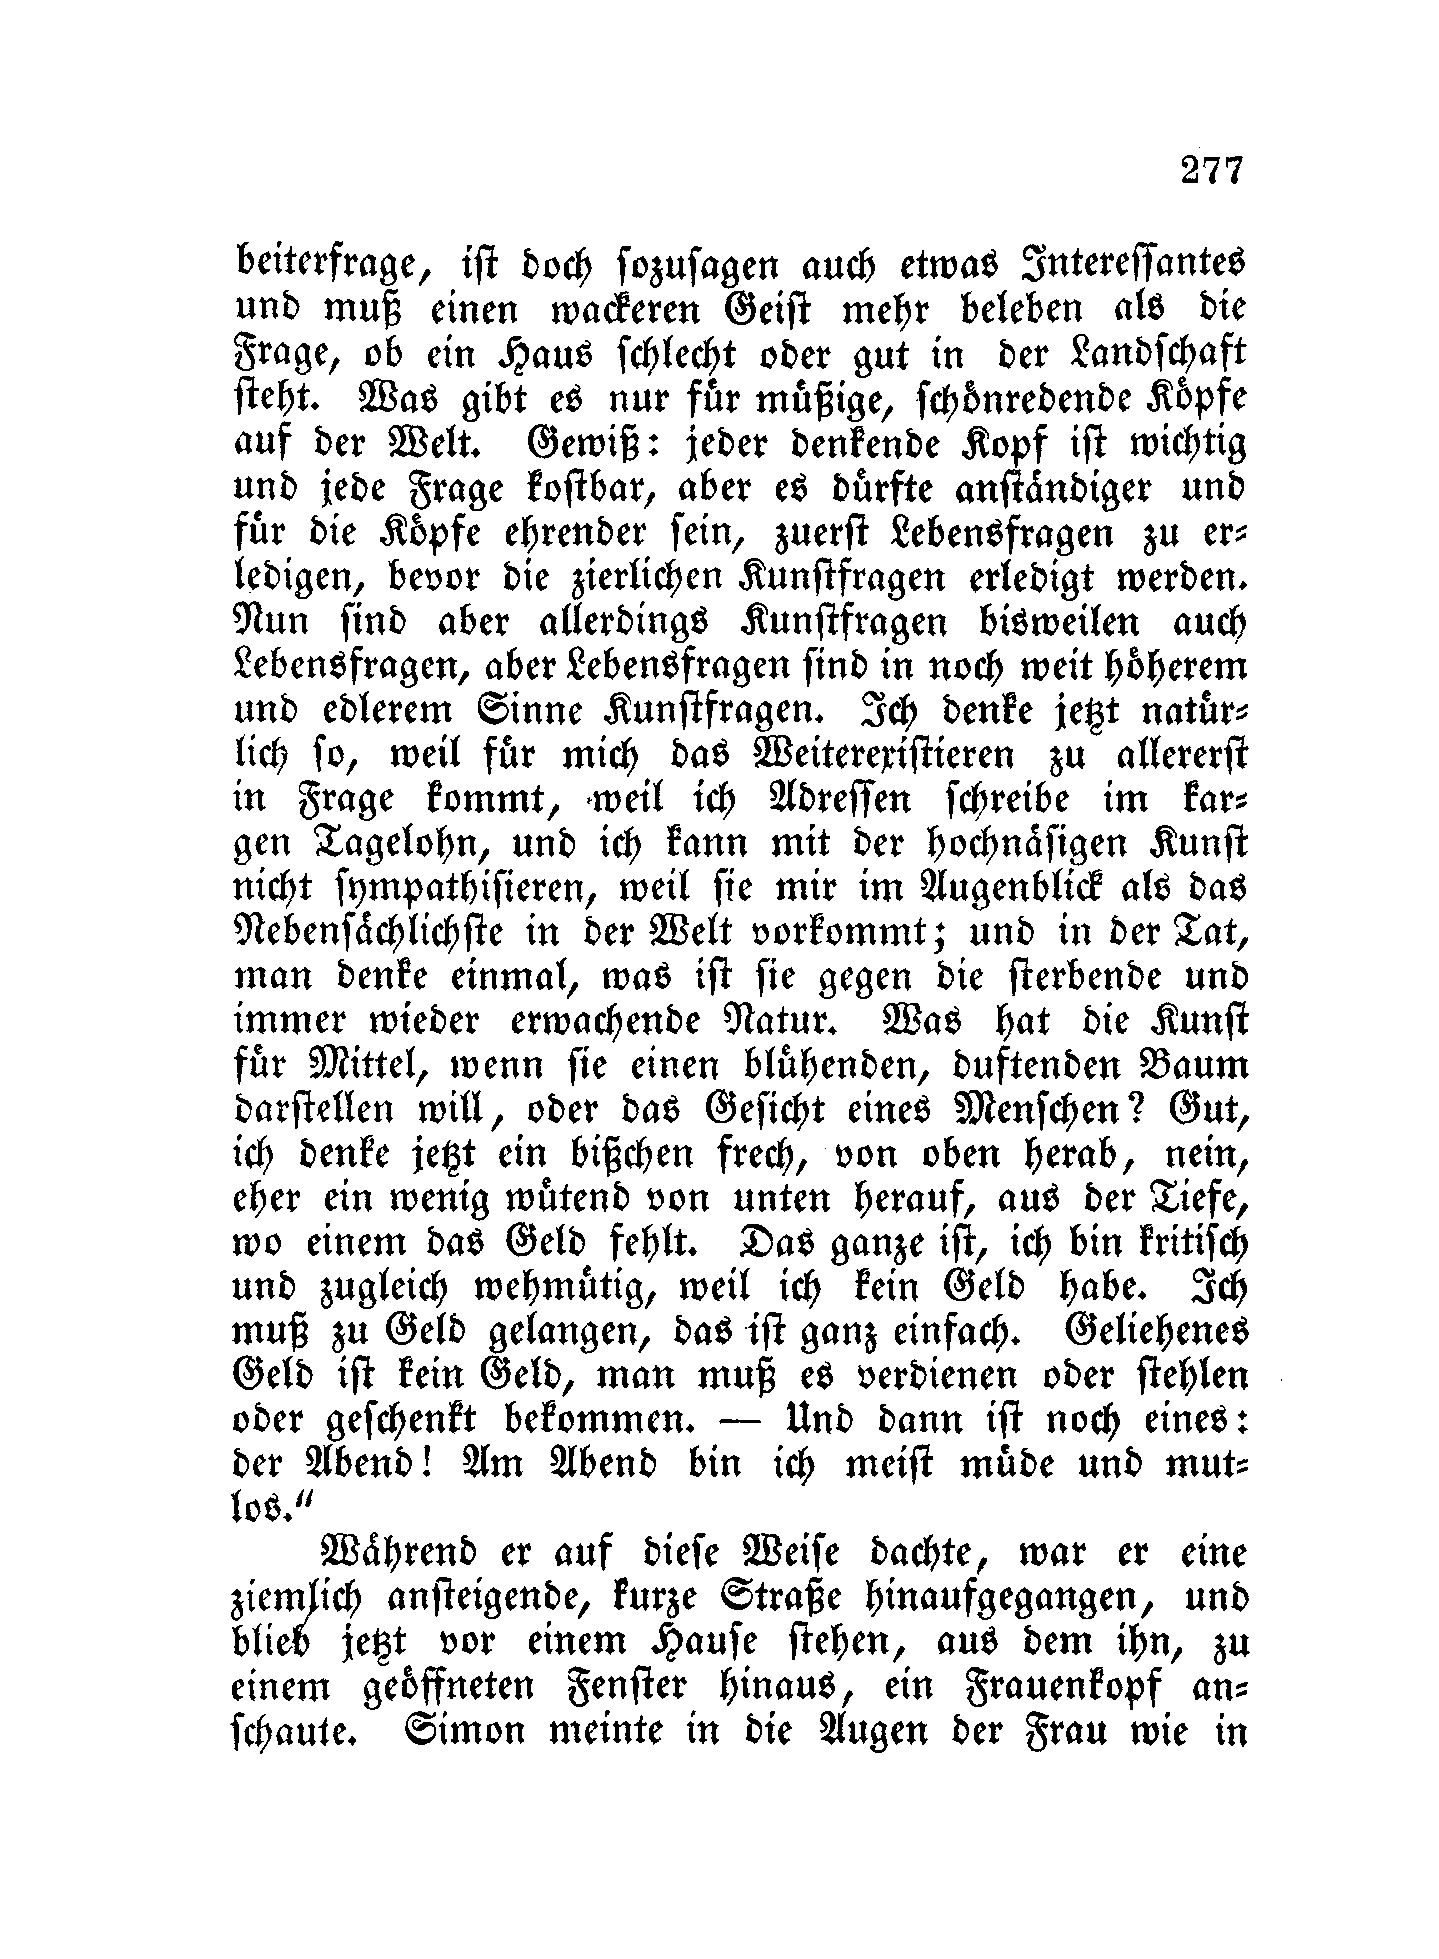 277
beiterfrage, iſt doch ſozuſagen auch etwas Intereſſantes
und muß einen wackeren Geiſt mehr beleben als die
Frage, ob ein Haus ſchlecht oder gut in der Landſchaft
ſteht. Was gibt es nur für müßige, ſchönredende Köpfe
auf der Welt. Gewiß: jeder denkende Kopf iſt wichtig
und jede Frage koſtbar, aber es dürfte anſtändiger und
für die Köpfe ehrender ſein, zuerſt Lebensfragen zu er⸗
ledigen, bevor die zierlichen Kunſtfragen erledigt werden.
Nun ſind aber allerdings Kunſtfragen bisweilen auch
Lebensfragen, aber Lebensfragen ſind in noch weit höherem
und edlerem Sinne Kunſtfragen. Ich denke jetzt natür⸗
lich ſo, weil für mich das Weiterexiſtieren zu allererſt
in Frage kommt, weil ich Adreſſen ſchreibe im kar⸗
gen Tagelohn, und ich kann mit der hochnäſigen Kunſt
nicht ſympathiſieren, weil ſie mir im Augenblick als das
Nebenſächlichſte in der Welt vorkommt; und in der Tat,
man denke einmal, was iſt ſie gegen die ſterbende und
immer wieder erwachende Natur. Was hat die Kunſt
für Mittel, wenn ſie einen blühenden, duftenden Baum
darſtellen will, oder das Geſicht eines Menſchen? Gut,
ich denke jetzt ein bißchen frech, von oben herab, nein,
eher ein wenig wütend von unten herauf, aus der Tiefe,
wo einem das Geld fehlt. Das ganze iſt, ich bin kritiſch
und zugleich wehmütig, weil ich kein Geld habe. Ich
muß zu Geld gelangen, das iſt ganz einfach. Geliehenes
Geld iſt kein Geld, man muß es verdienen oder ſtehlen
oder geſchenkt bekommen. — Und dann iſt noch eines:
der Abend! Am Abend bin ich meiſt müde und mut⸗
los.“
Während er auf dieſe Weiſe dachte, war er eine
ziemlich anſteigende, kurze Straße hinaufgegangen, und
blieb jetzt vor einem Hauſe ſtehen, aus dem ihn, zu
einem geöffneten Fenſter hinaus, ein Frauenkopf an⸗
ſchaute. Simon meinte in die Augen der Frau wie in